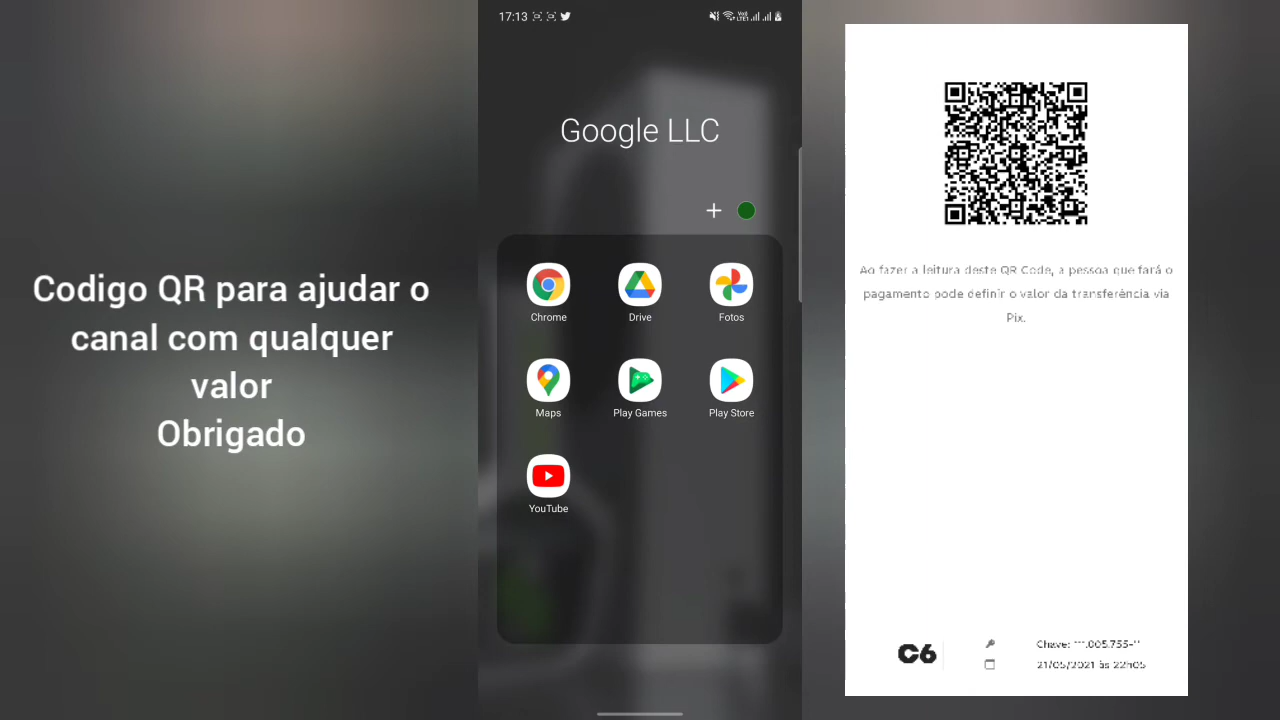 Codigo QR para ajudar o
canal com qualquer
valor
Obrigado
17:13
Google LLC
Chrome
Drive
Fotos
Maps
Play Games
Play Store
YouTube
Ao fazer a leitura deste QR Code, a pessoa que fará o
pagamento pode definir o valor da transferência via
Pix.
C6
Chave: ***.005.755-**
21/05/2021 às 22h05